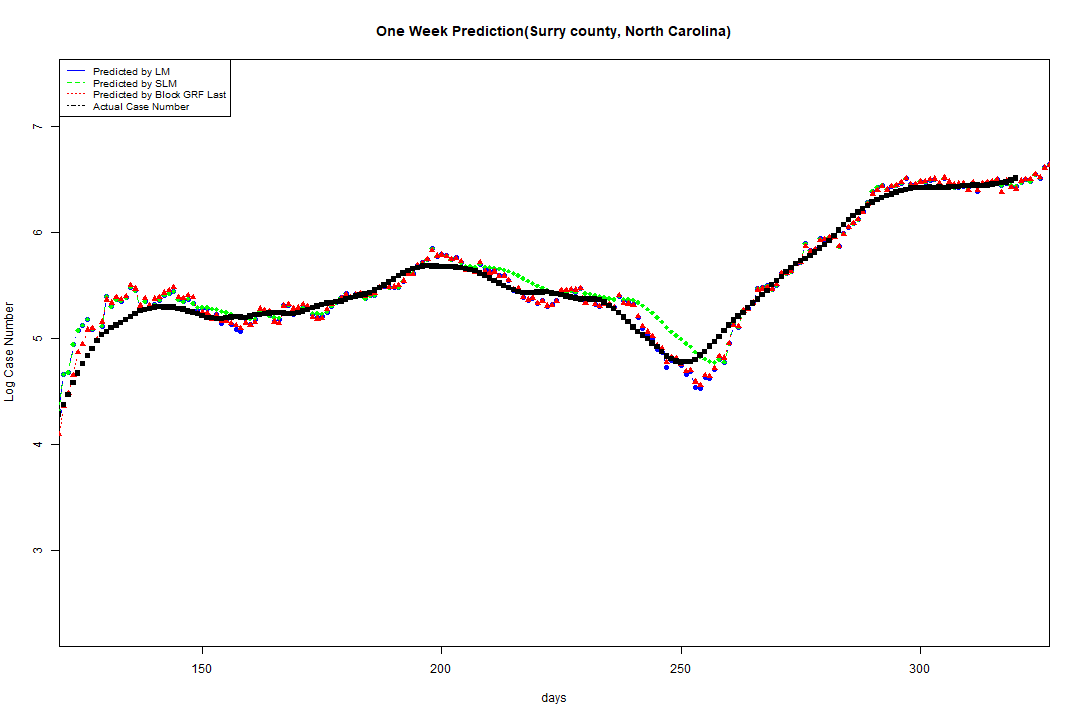 One Week Prediction(Surry county, North Carolina)
Predicted by LM
Predicted by SLM
Predicted by Block GRF Last
Actual Case Number
7
6
5
4
3
Log Case Number
150 200 250 300
days